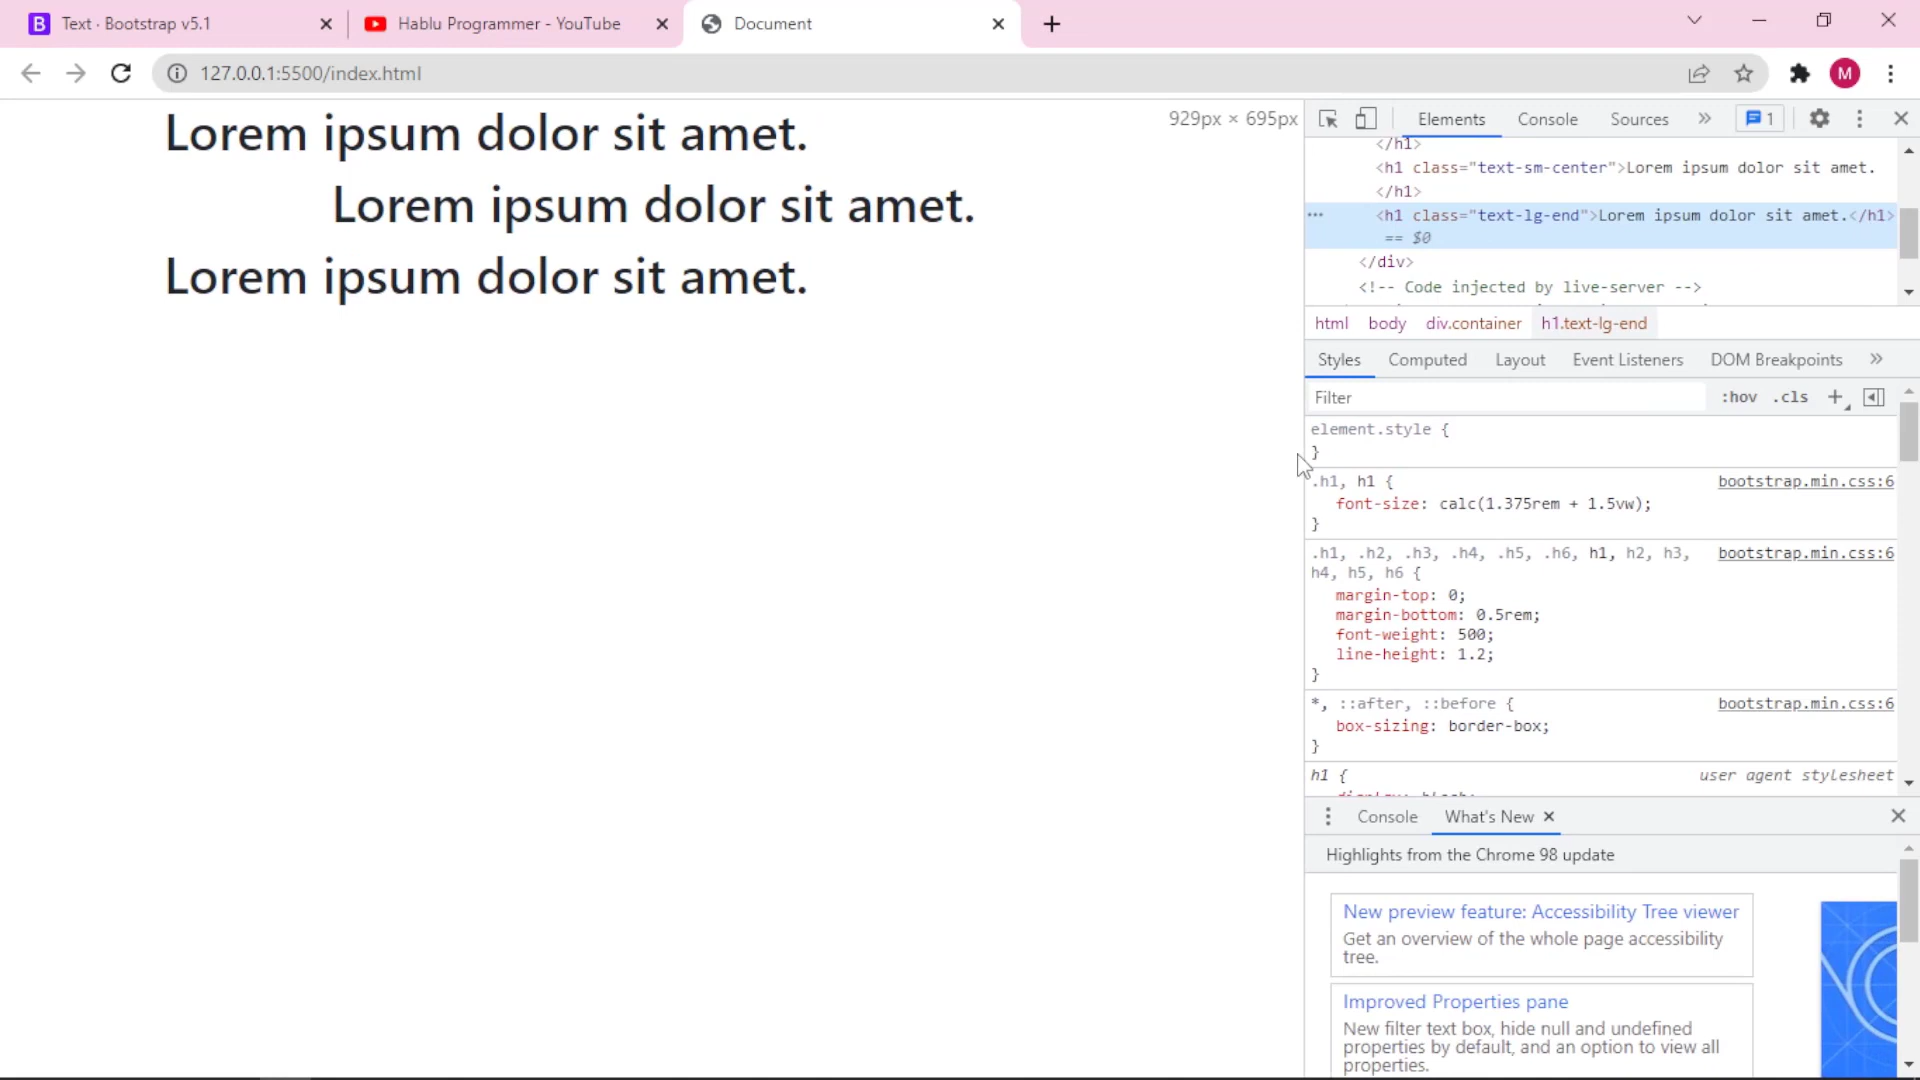 Text · Bootstrap v5.1
Hablu Programmer - YouTube
Document
127.0.0.1:5500/index.html
M
Lorem ipsum dolor sit amet.
Lorem ipsum dolor sit amet.
Lorem ipsum dolor sit amet.
929px × 695px
Elements Console Sources » 1
</h1>
<h1 class="text-sm-center">Lorem ipsum dolor sit amet.
</h1>
··· <h1 class="text-lg-end">Lorem ipsum dolor sit amet.</h1>
== $0
</div>
<!-- Code injected by live-server -->
html body div.container h1.text-lg-end
Styles Computed Layout Event Listeners DOM Breakpoints »
Filter :hov .cls +
element.style {
}
.h1, h1 { bootstrap.min.css:6
font-size: calc(1.375rem + 1.5vw);
}
.h1, .h2, .h3, .h4, .h5, .h6, h1, h2, h3, bootstrap.min.css:6
h4, h5, h6 {
margin-top: 0;
margin-bottom: 0.5rem;
font-weight: 500;
line-height: 1.2;
}
*, ::after, ::before { bootstrap.min.css:6
box-sizing: border-box;
}
h1 { user agent stylesheet
display: block;
Console What's New
Highlights from the Chrome 98 update
New preview feature: Accessibility Tree viewer
Get an overview of the whole page accessibility
tree.
Improved Properties pane
New filter text box, hide null and undefined
properties by default, and an option to view all
properties.